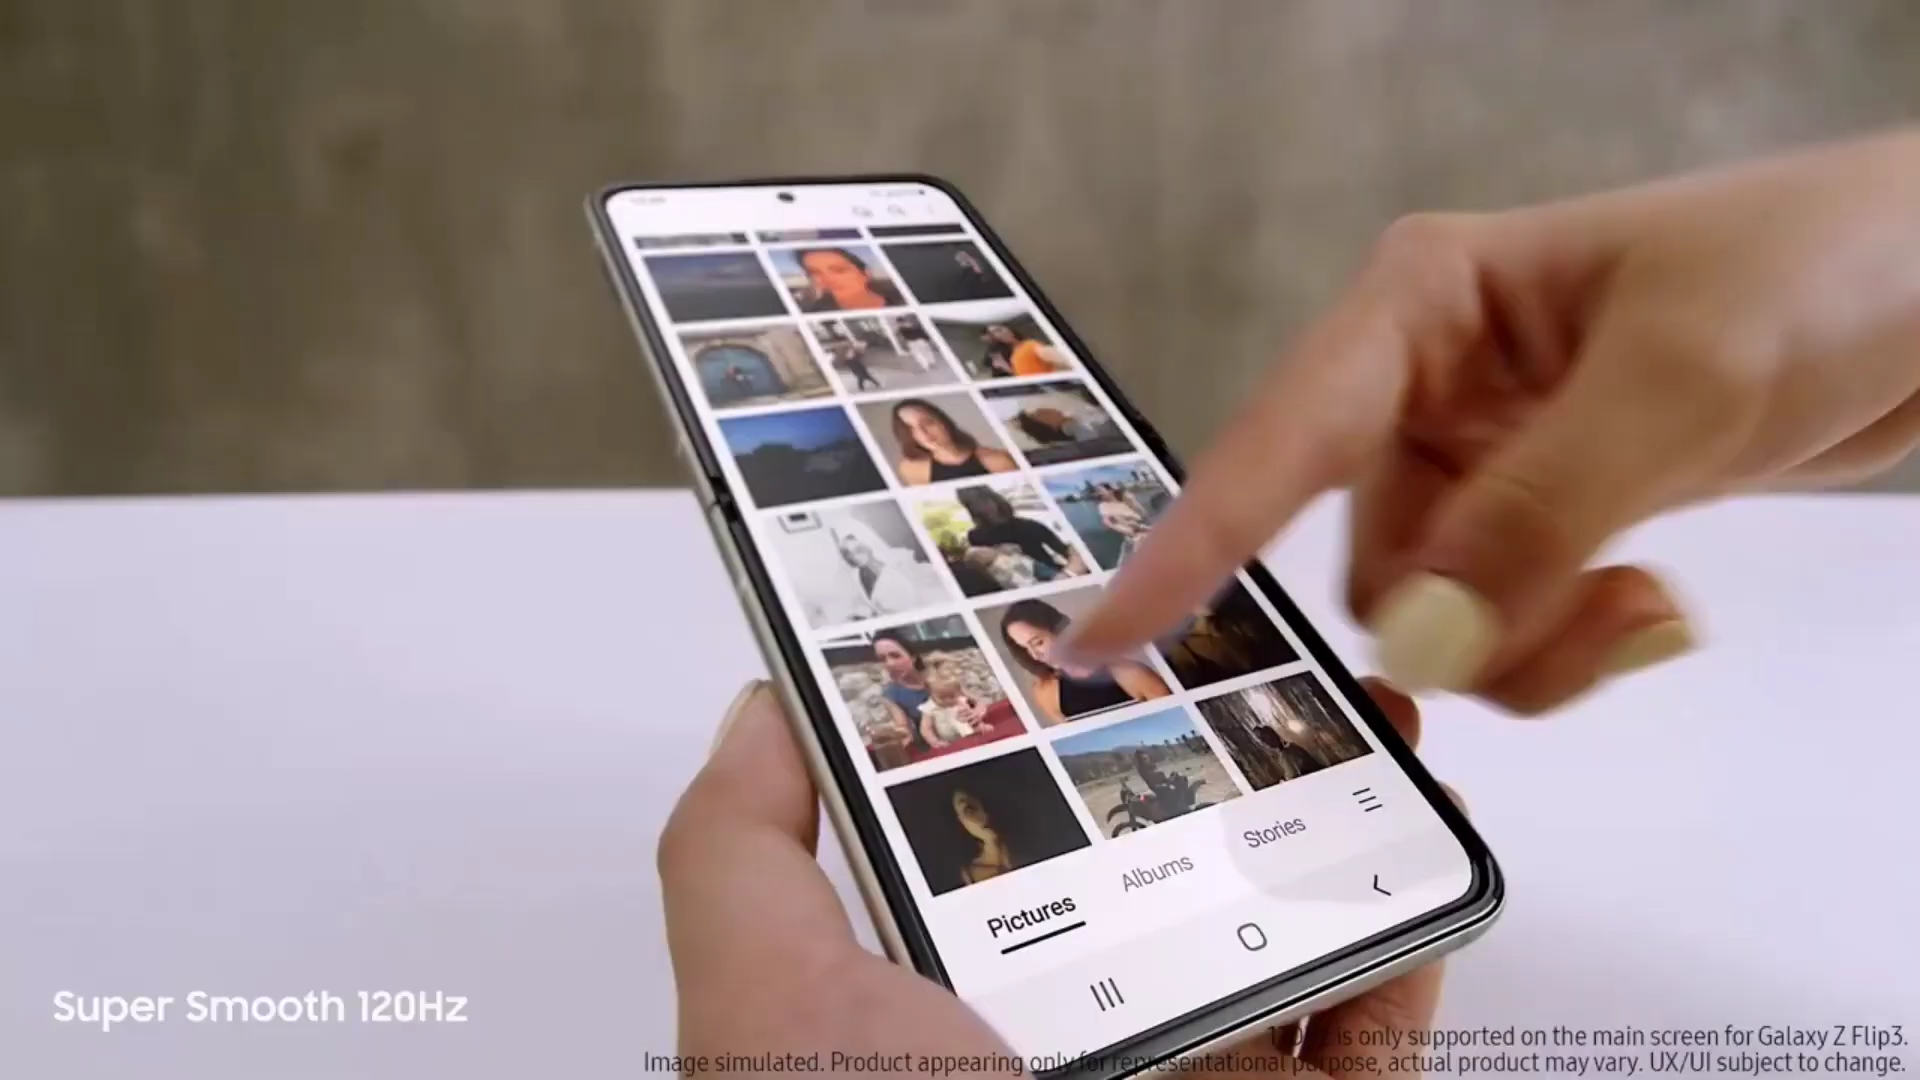 Pictures
Albums
Stories
Super Smooth 120Hz
is only supported on the main screen for Galaxy Z Flip3.
Image simulated. Product appearing only for representational purpose, actual product may vary. UX/UI subject to change.